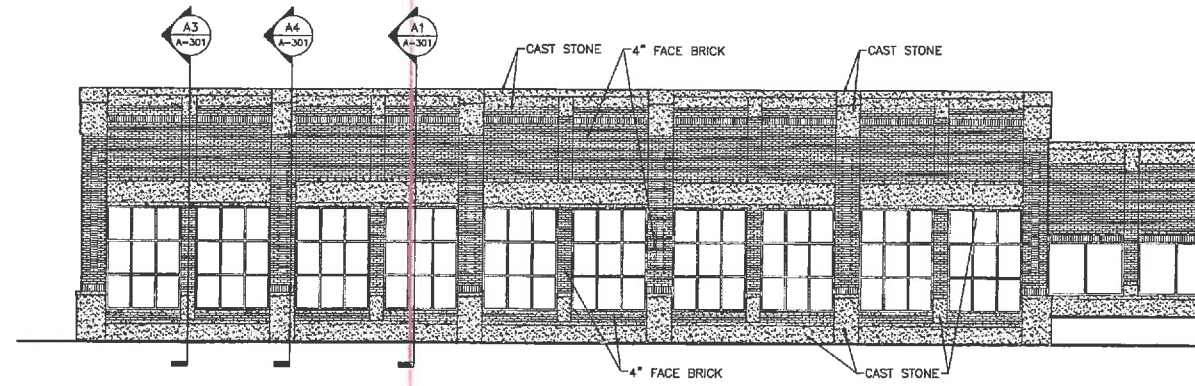 A3
A-301
A4
A-301
A1
A-301
CAST STONE
4" FACE BRICK
CAST STONE
4" FACE BRICK
CAST STONE